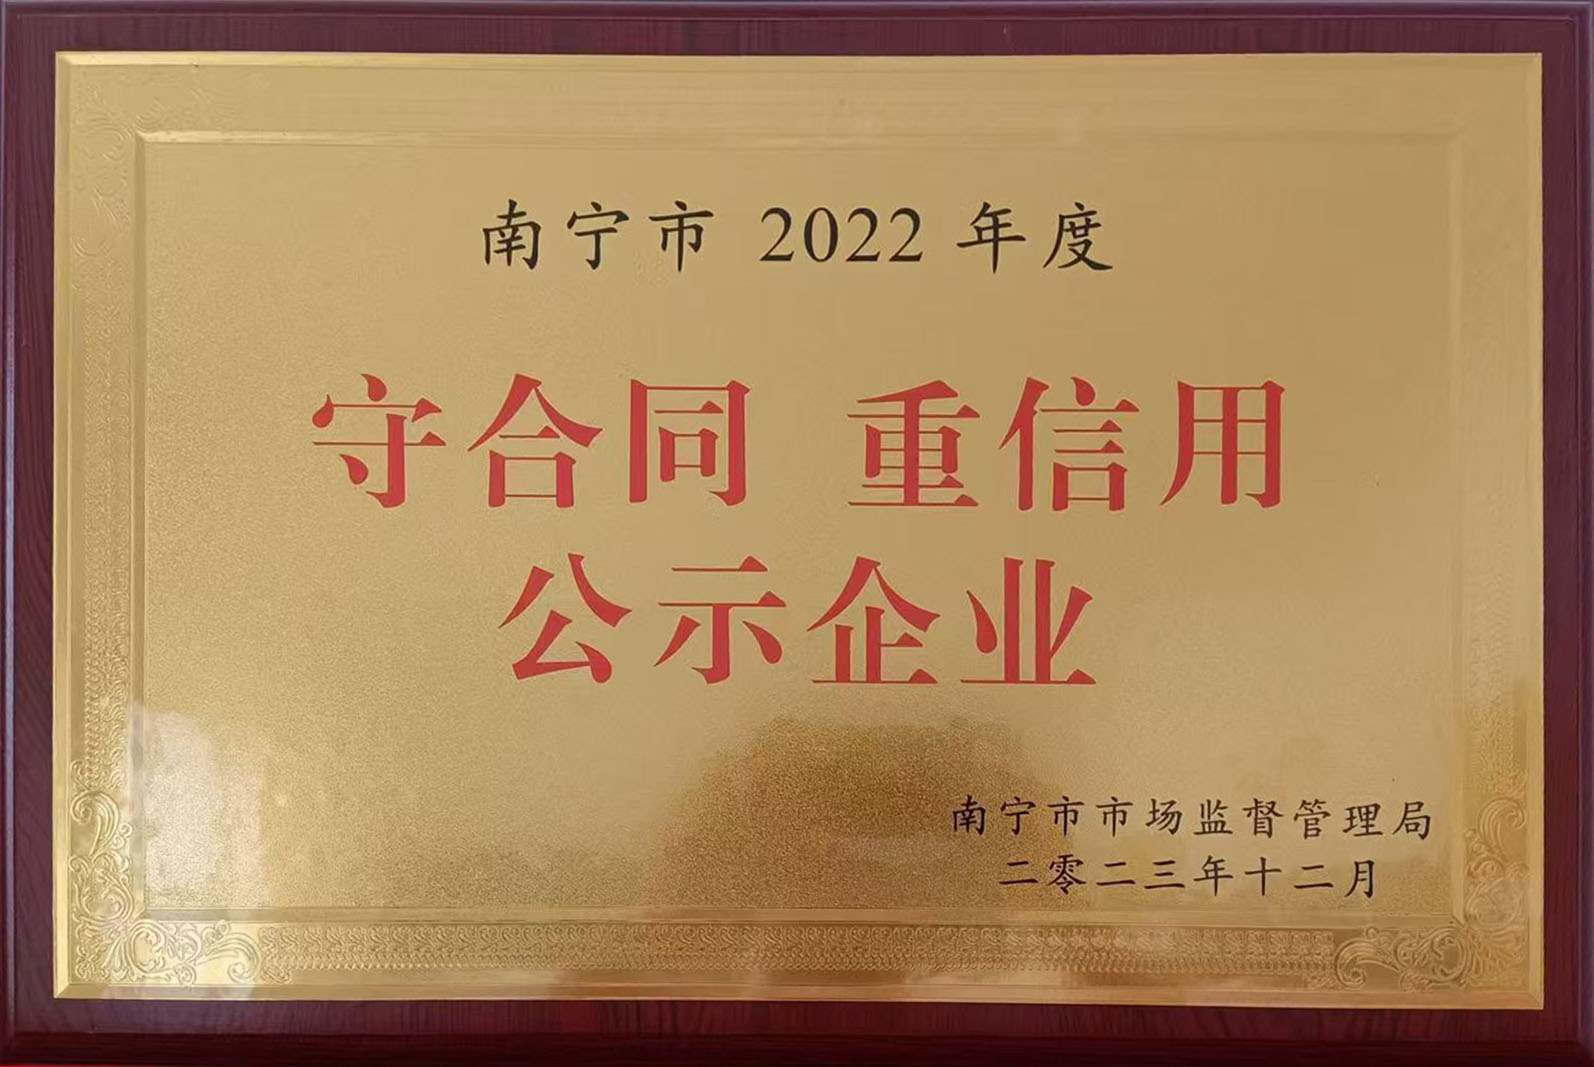 南宁市 2022 年度
守合同 重信用
公示企业
南宁市市场监督管理局
二零二三年十二月